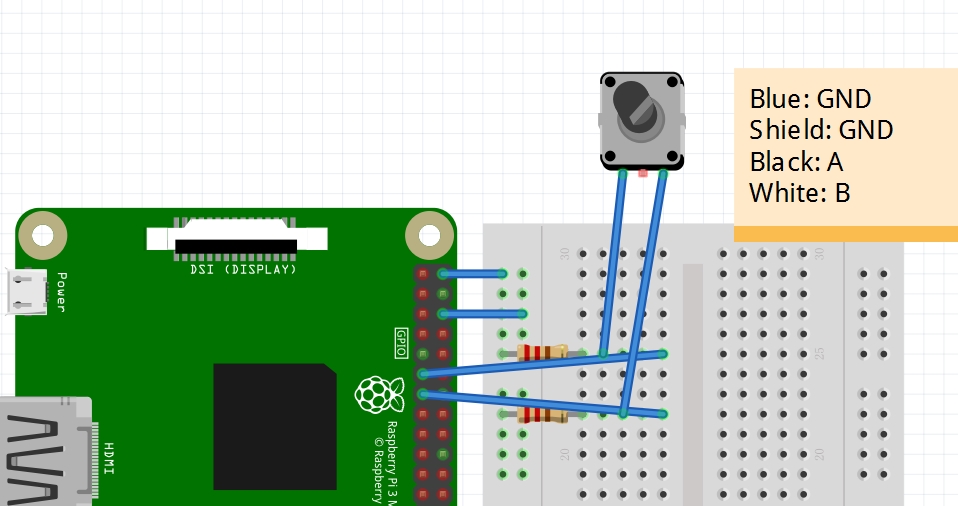 Blue: GND
Shield: GND
Black: A
White: B
DSI (DISPLAY)
Power
30
30
GPIO
25
25
HDMI
Raspberry Pi 3 M
© Raspberry
20
20